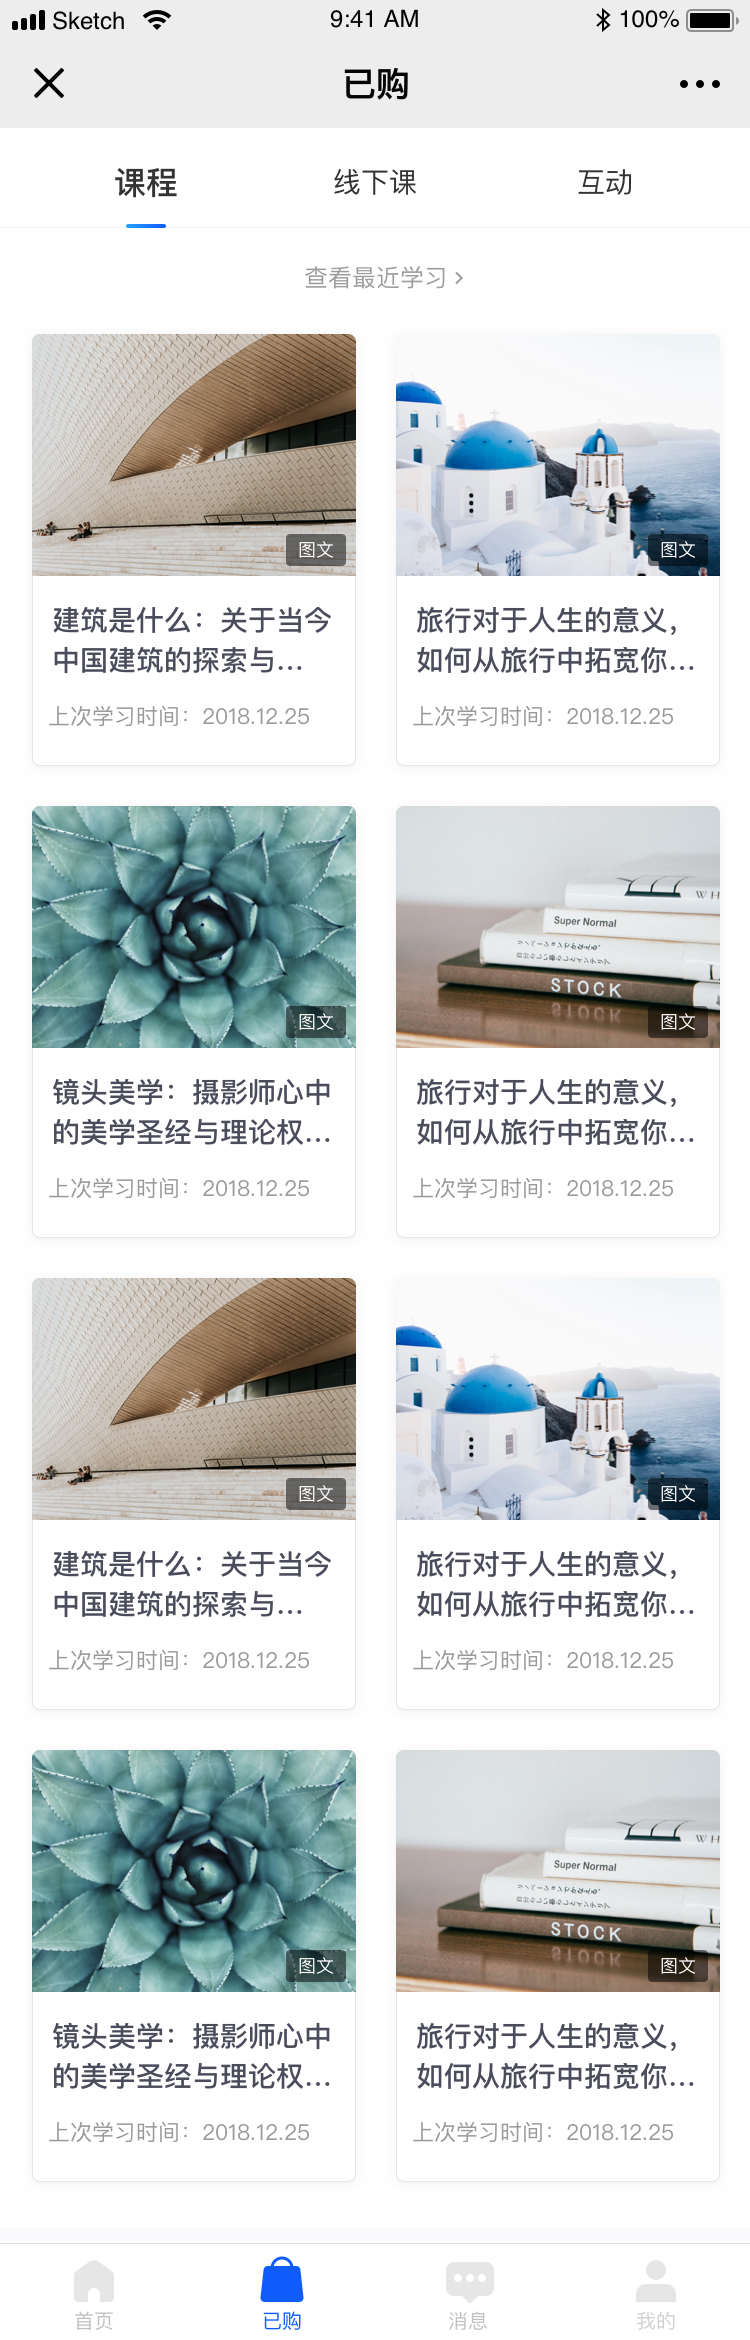 Sketch
9:41 AM
100%
已购
课程
线下课
互动
查看最近学习
图文
建筑是什么：关于当今
中国建筑的探索与...
上次学习时间：2018.12.25
图文
旅行对于人生的意义，
如何从旅行中拓宽你...
上次学习时间：2018.12.25
图文
镜头美学：摄影师心中
的美学圣经与理论权...
上次学习时间：2018.12.25
W H
Super Normal
STOCK
图文
旅行对于人生的意义，
如何从旅行中拓宽你...
上次学习时间：2018.12.25
图文
建筑是什么：关于当今
中国建筑的探索与...
上次学习时间：2018.12.25
图文
旅行对于人生的意义，
如何从旅行中拓宽你...
上次学习时间：2018.12.25
图文
镜头美学：摄影师心中
的美学圣经与理论权...
上次学习时间：2018.12.25
W H
Super Normal
STOCK
图文
旅行对于人生的意义，
如何从旅行中拓宽你...
上次学习时间：2018.12.25
首页
已购
消息
我的